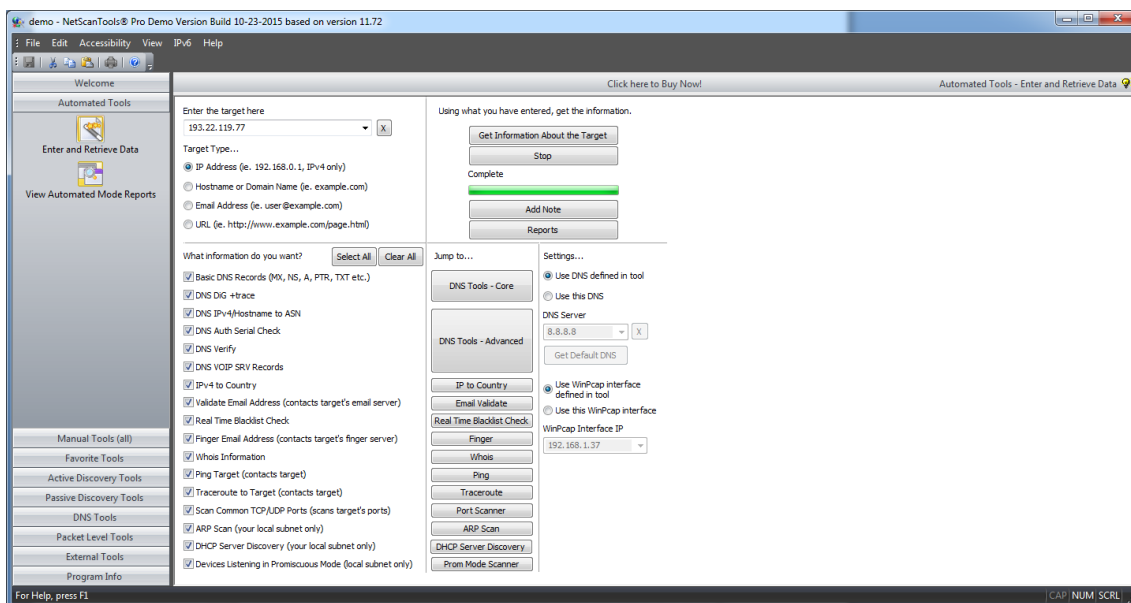 demo - NetScanTools® Pro Demo Version Build 10-23-2015 based on version 11.72
File Edit Accessibility View IPv6 Help
Welcome
Click here to Buy Now!
Automated Tools - Enter and Retrieve Data
Automated Tools
Enter and Retrieve Data
View Automated Mode Reports
Manual Tools (all)
Favorite Tools
Active Discovery Tools
Passive Discovery Tools
DNS Tools
Packet Level Tools
External Tools
Program Info
Enter the target here
193.22.119.77
X
Target Type...
IP Address (ie. 192.168.0.1, IPv4 only)
Hostname or Domain Name (ie. example.com)
Email Address (ie. user@example.com)
URL (ie. http://www.example.com/page.html)
Using what you have entered, get the information.
Get Information About the Target
Stop
Complete
Add Note
Reports
What information do you want?
Select All
Clear All
Basic DNS Records (MX, NS, A, PTR, TXT etc.)
DNS DiG +trace
DNS IPv4/Hostname to ASN
DNS Auth Serial Check
DNS Verify
DNS VOIP SRV Records
IPv4 to Country
Validate Email Address (contacts target's email server)
Real Time Blacklist Check
Finger Email Address (contacts target's finger server)
Whois Information
Ping Target (contacts target)
Traceroute to Target (contacts target)
Scan Common TCP/UDP Ports (scans target's ports)
ARP Scan (your local subnet only)
DHCP Server Discovery (your local subnet only)
Devices Listening in Promiscuous Mode (local subnet only)
Jump to...
DNS Tools - Core
DNS Tools - Advanced
IP to Country
Email Validate
Real Time Blacklist Check
Finger
Whois
Ping
Traceroute
Port Scanner
ARP Scan
DHCP Server Discovery
Prom Mode Scanner
Settings...
Use DNS defined in tool
Use this DNS
DNS Server
8.8.8.8
X
Get Default DNS
Use WinPcap interface
defined in tool
Use this WinPcap interface
WinPcap Interface IP
192.168.1.37
For Help, press F1
CAP NUM SCRL